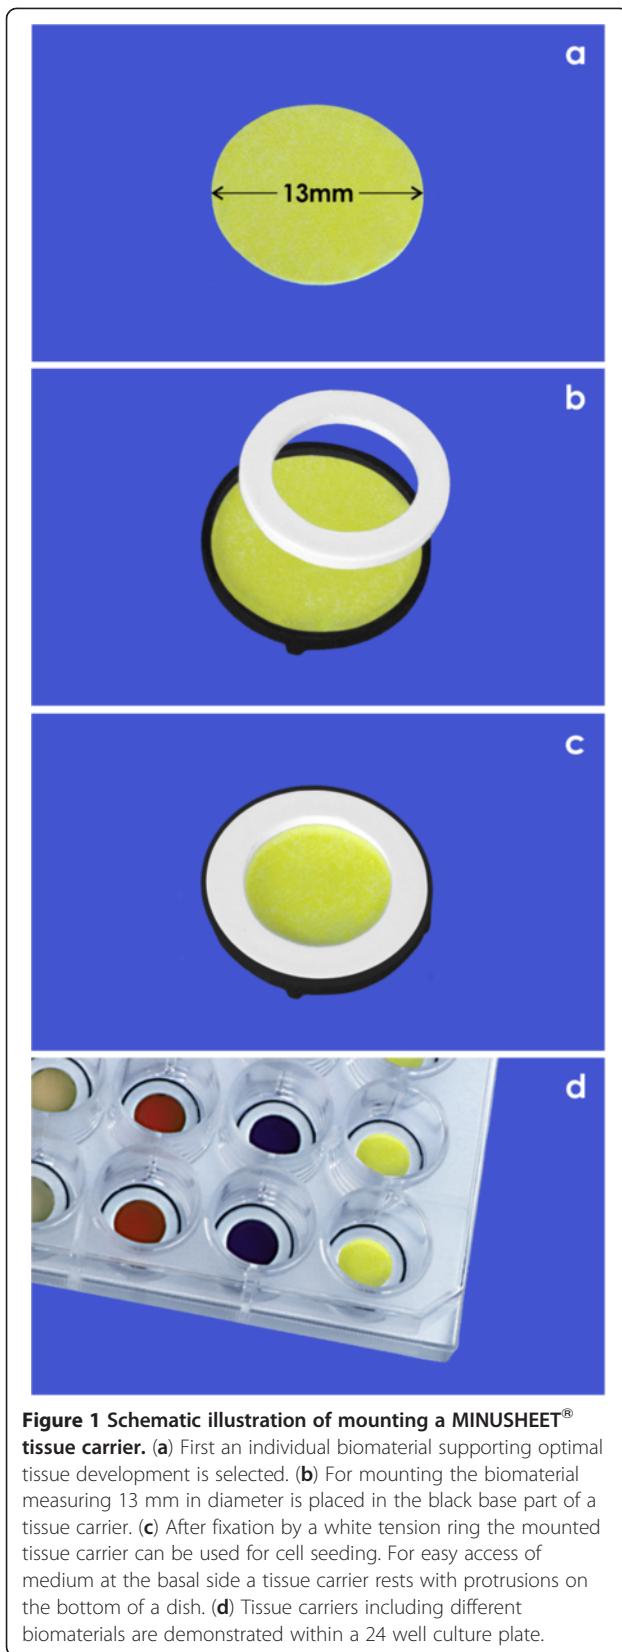 a
13mm
b
c
d
Figure 1 Schematic illustration of mounting a MINUSHEET®
tissue carrier. (a) First an individual biomaterial supporting optimal
tissue development is selected. (b) For mounting the biomaterial
measuring 13 mm in diameter is placed in the black base part of a
tissue carrier. (c) After fixation by a white tension ring the mounted
tissue carrier can be used for cell seeding. For easy access of
medium at the basal side a tissue carrier rests with protrusions on
the bottom of a dish. (d) Tissue carriers including different
biomaterials are demonstrated within a 24 well culture plate.